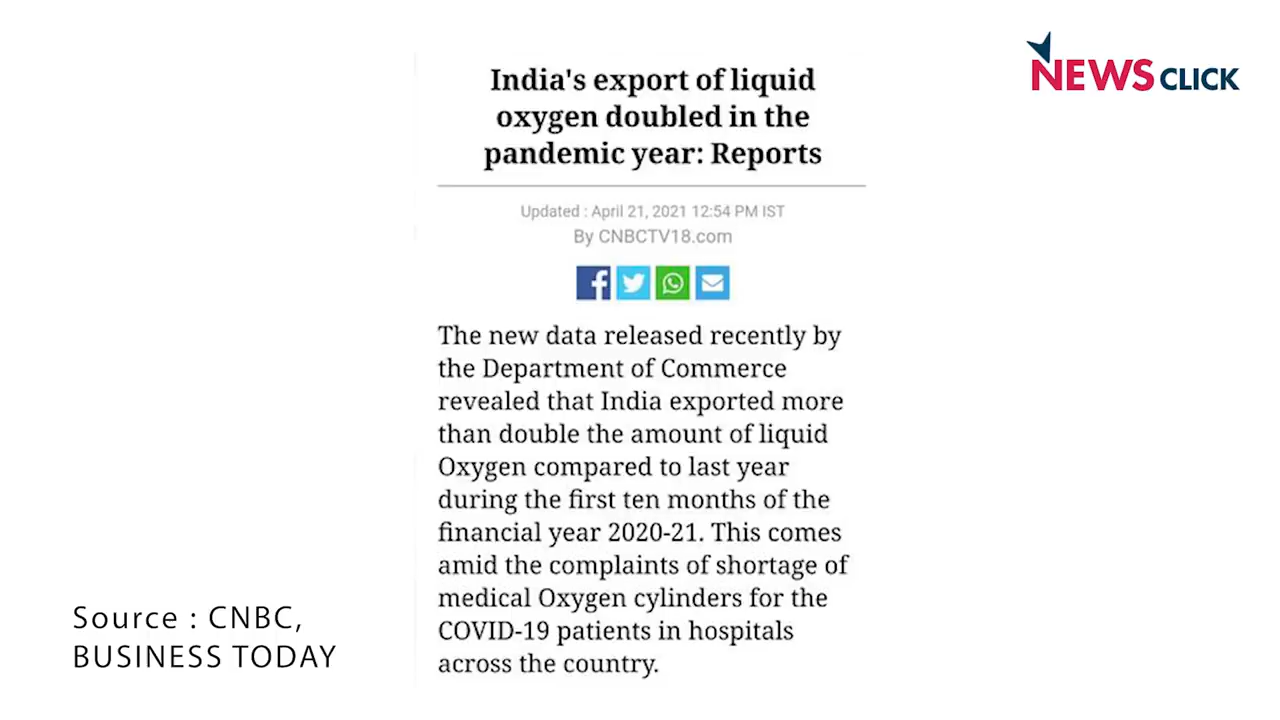 NEWS CLICK
India's export of liquid
oxygen doubled in the
pandemic year: Reports
Updated : April 21, 2021 12:54 PM IST
By CNBCTV18.com
The new data released recently by
the Department of Commerce
revealed that India exported more
than double the amount of liquid
Oxygen compared to last year
during the first ten months of the
financial year 2020-21. This comes
amid the complaints of shortage of
medical Oxygen cylinders for the
COVID-19 patients in hospitals
across the country.
Source : CNBC,
BUSINESS TODAY